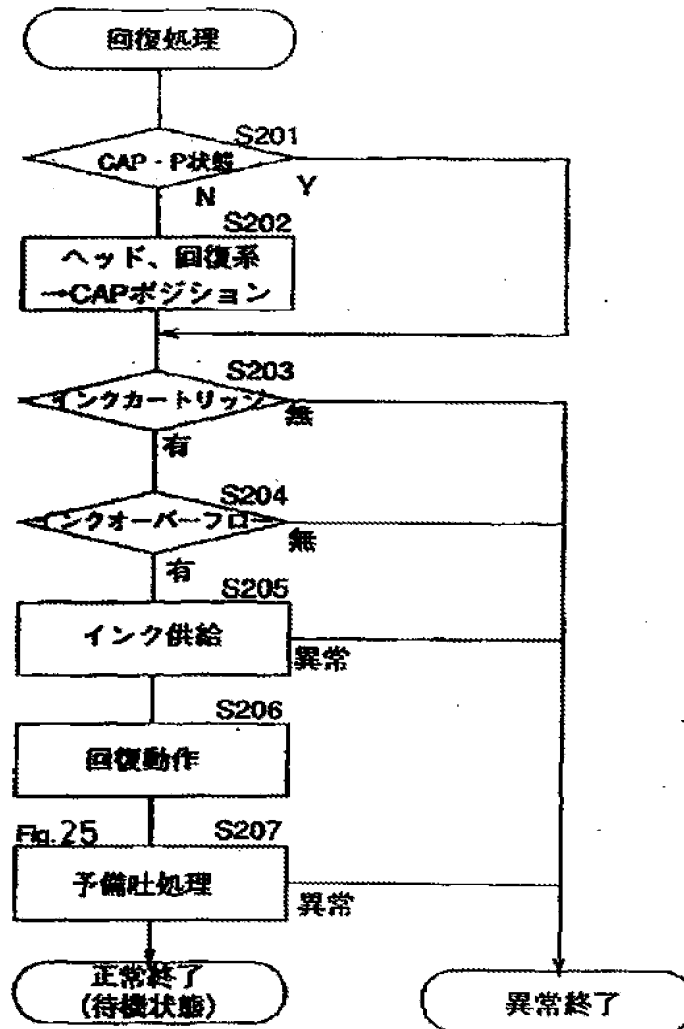 回復処理
S201
CAP - P状態
N
Y
S202
ヘッド、回復系
→CAPポジション
S203
インクカートリッジ
無
有
S204
インクオーバーフロー
無
有
S205
インク供給
異常
S206
回復動作
Fig.25
S207
予備吐処理
異常
正常終了
(待機状態)
異常終了